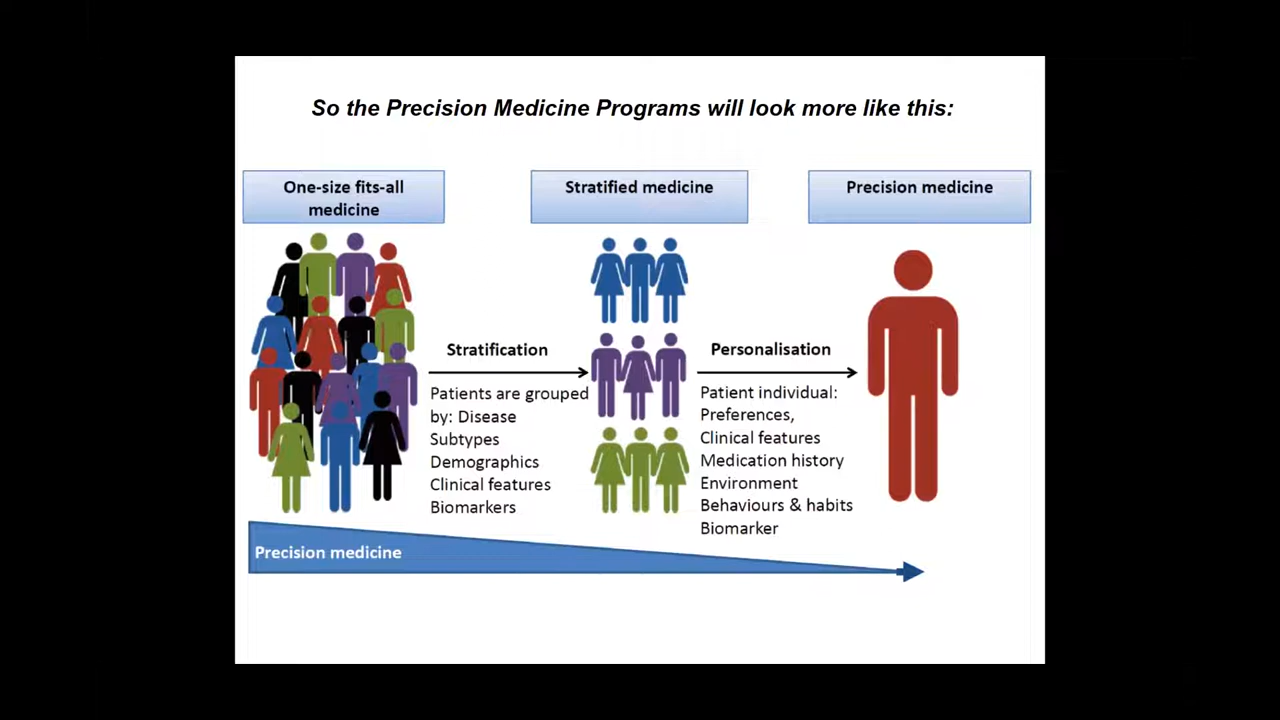 So the Precision Medicine Programs will look more like this:
One-size fits-all
medicine
Stratified medicine
Precision medicine
Stratification
Patients are grouped
by: Disease
Subtypes
Demographics
Clinical features
Biomarkers
Personalisation
Patient individual:
Preferences,
Clinical features
Medication history
Environment
Behaviours & habits
Biomarker
Precision medicine